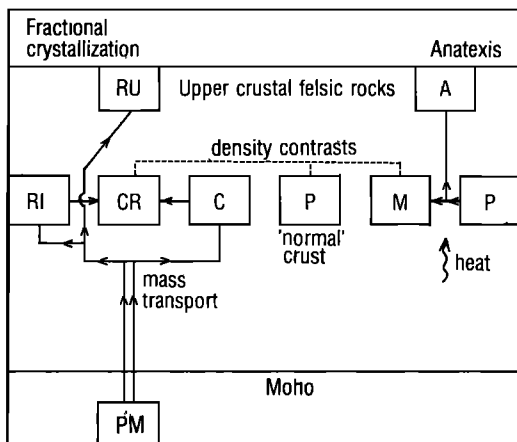 Fractional
crystallization
Anatexis
RU
Upper crustal felsic rocks
A
density contrasts
RI
CR
C
P
M
P
'normal'
crust
mass
transport
heat
Moho
PM